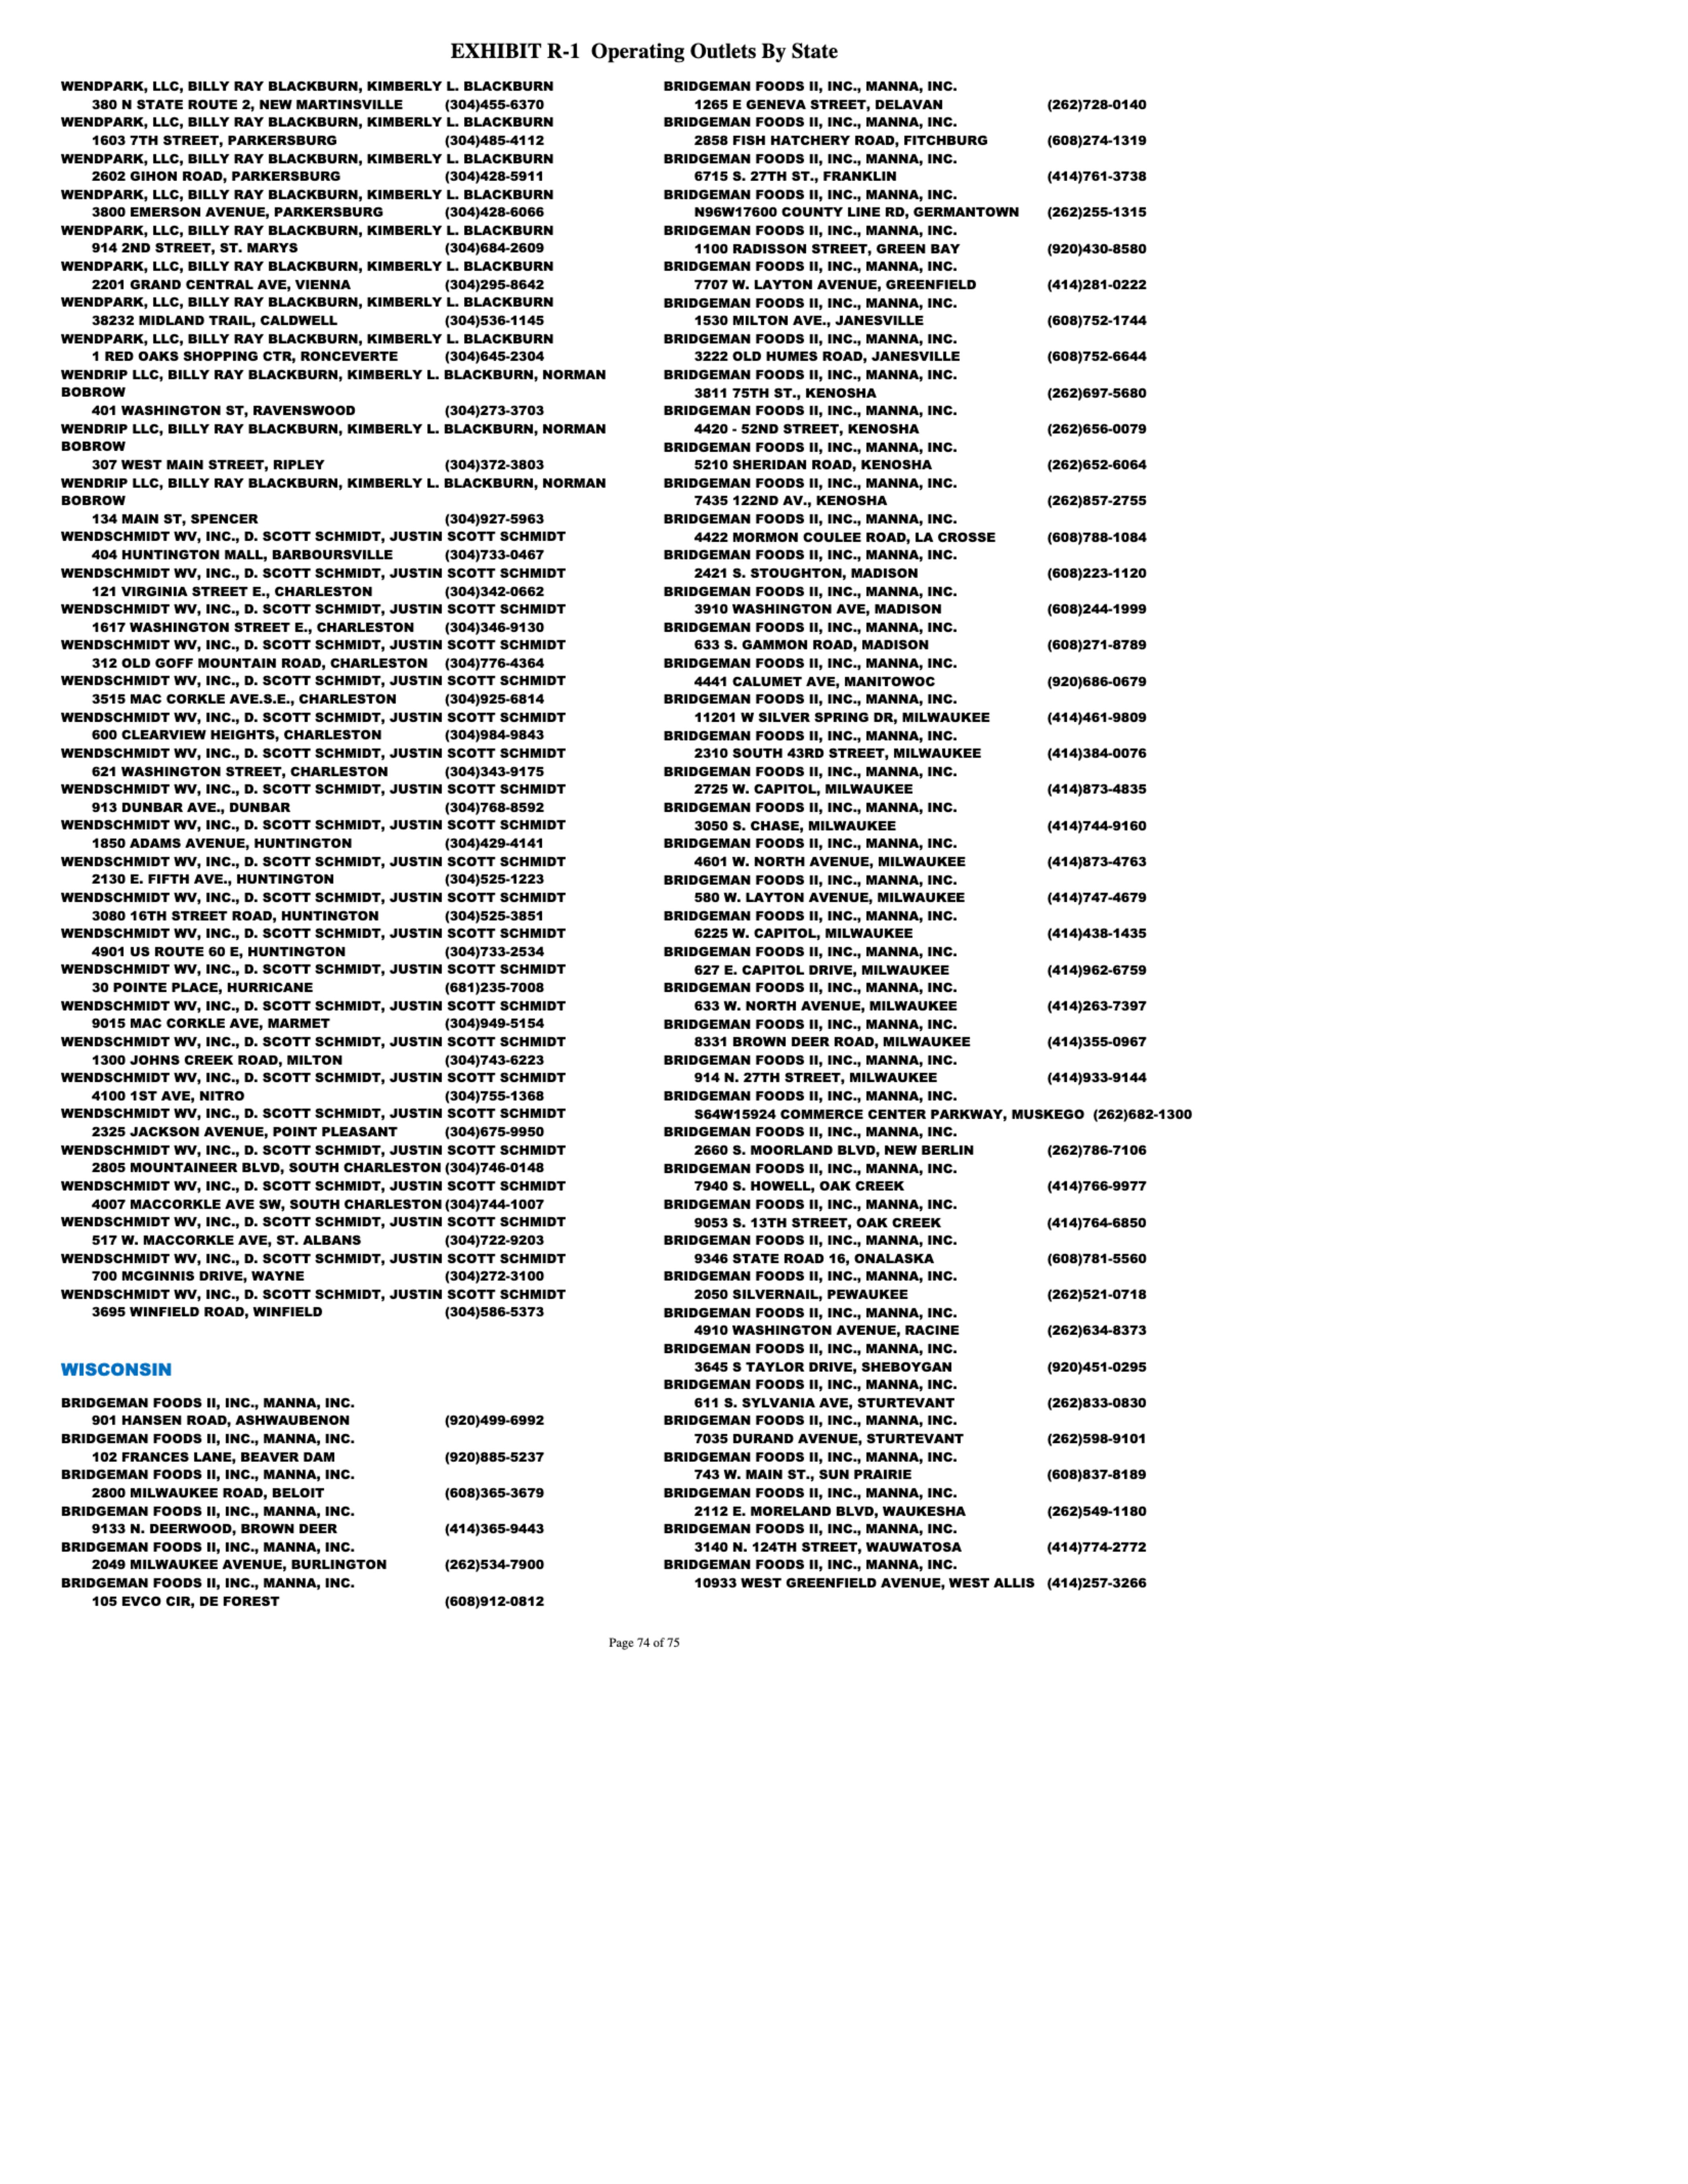 EXHIBIT R-1 Operating Outlets By State
WENDPARK, LLC, BILLY RAY BLACKBURN, KIMBERLY L. BLACKBURN
380 N STATE ROUTE 2, NEW MARTINSVILLE (304)455-6370
WENDPARK, LLC, BILLY RAY BLACKBURN, KIMBERLY L. BLACKBURN
1603 7TH STREET, PARKERSBURG (304)485-4112
WENDPARK, LLC, BILLY RAY BLACKBURN, KIMBERLY L. BLACKBURN
2602 GIHON ROAD, PARKERSBURG (304)428-5911
WENDPARK, LLC, BILLY RAY BLACKBURN, KIMBERLY L. BLACKBURN
3800 EMERSON AVENUE, PARKERSBURG (304)428-6066
WENDPARK, LLC, BILLY RAY BLACKBURN, KIMBERLY L. BLACKBURN
914 2ND STREET, ST. MARYS (304)684-2609
WENDPARK, LLC, BILLY RAY BLACKBURN, KIMBERLY L. BLACKBURN
2201 GRAND CENTRAL AVE, VIENNA (304)295-8642
WENDPARK, LLC, BILLY RAY BLACKBURN, KIMBERLY L. BLACKBURN
38232 MIDLAND TRAIL, CALDWELL (304)536-1145
WENDPARK, LLC, BILLY RAY BLACKBURN, KIMBERLY L. BLACKBURN
1 RED OAKS SHOPPING CTR, RONCEVERTE (304)645-2304
WENDRIP LLC, BILLY RAY BLACKBURN, KIMBERLY L. BLACKBURN, NORMAN
BOBROW
401 WASHINGTON ST, RAVENSWOOD (304)273-3703
WENDRIP LLC, BILLY RAY BLACKBURN, KIMBERLY L. BLACKBURN, NORMAN
BOBROW
307 WEST MAIN STREET, RIPLEY (304)372-3803
WENDRIP LLC, BILLY RAY BLACKBURN, KIMBERLY L. BLACKBURN, NORMAN
BOBROW
134 MAIN ST, SPENCER (304)927-5963
WENDSCHMIDT WV, INC., D. SCOTT SCHMIDT, JUSTIN SCOTT SCHMIDT
404 HUNTINGTON MALL, BARBOURSVILLE (304)733-0467
WENDSCHMIDT WV, INC., D. SCOTT SCHMIDT, JUSTIN SCOTT SCHMIDT
121 VIRGINIA STREET E., CHARLESTON (304)342-0662
WENDSCHMIDT WV, INC., D. SCOTT SCHMIDT, JUSTIN SCOTT SCHMIDT
1617 WASHINGTON STREET E., CHARLESTON (304)346-9130
WENDSCHMIDT WV, INC., D. SCOTT SCHMIDT, JUSTIN SCOTT SCHMIDT
312 OLD GOFF MOUNTAIN ROAD, CHARLESTON (304)776-4364
WENDSCHMIDT WV, INC., D. SCOTT SCHMIDT, JUSTIN SCOTT SCHMIDT
3515 MAC CORKLE AVE.S.E., CHARLESTON (304)925-6814
WENDSCHMIDT WV, INC., D. SCOTT SCHMIDT, JUSTIN SCOTT SCHMIDT
600 CLEARVIEW HEIGHTS, CHARLESTON (304)984-9843
WENDSCHMIDT WV, INC., D. SCOTT SCHMIDT, JUSTIN SCOTT SCHMIDT
621 WASHINGTON STREET, CHARLESTON (304)343-9175
WENDSCHMIDT WV, INC., D. SCOTT SCHMIDT, JUSTIN SCOTT SCHMIDT
913 DUNBAR AVE., DUNBAR (304)768-8592
WENDSCHMIDT WV, INC., D. SCOTT SCHMIDT, JUSTIN SCOTT SCHMIDT
1850 ADAMS AVENUE, HUNTINGTON (304)429-4141
WENDSCHMIDT WV, INC., D. SCOTT SCHMIDT, JUSTIN SCOTT SCHMIDT
2130 E. FIFTH AVE., HUNTINGTON (304)525-1223
WENDSCHMIDT WV, INC., D. SCOTT SCHMIDT, JUSTIN SCOTT SCHMIDT
3080 16TH STREET ROAD, HUNTINGTON (304)525-3851
WENDSCHMIDT WV, INC., D. SCOTT SCHMIDT, JUSTIN SCOTT SCHMIDT
4901 US ROUTE 60 E, HUNTINGTON (304)733-2534
WENDSCHMIDT WV, INC., D. SCOTT SCHMIDT, JUSTIN SCOTT SCHMIDT
30 POINTE PLACE, HURRICANE (681)235-7008
WENDSCHMIDT WV, INC., D. SCOTT SCHMIDT, JUSTIN SCOTT SCHMIDT
9015 MAC CORKLE AVE, MARMET (304)949-5154
WENDSCHMIDT WV, INC., D. SCOTT SCHMIDT, JUSTIN SCOTT SCHMIDT
1300 JOHNS CREEK ROAD, MILTON (304)743-6223
WENDSCHMIDT WV, INC., D. SCOTT SCHMIDT, JUSTIN SCOTT SCHMIDT
4100 1ST AVE, NITRO (304)755-1368
WENDSCHMIDT WV, INC., D. SCOTT SCHMIDT, JUSTIN SCOTT SCHMIDT
2325 JACKSON AVENUE, POINT PLEASANT (304)675-9950
WENDSCHMIDT WV, INC., D. SCOTT SCHMIDT, JUSTIN SCOTT SCHMIDT
2805 MOUNTAINEER BLVD, SOUTH CHARLESTON (304)746-0148
WENDSCHMIDT WV, INC., D. SCOTT SCHMIDT, JUSTIN SCOTT SCHMIDT
4007 MACCORKLE AVE SW, SOUTH CHARLESTON (304)744-1007
WENDSCHMIDT WV, INC., D. SCOTT SCHMIDT, JUSTIN SCOTT SCHMIDT
517 W. MACCORKLE AVE, ST. ALBANS (304)722-9203
WENDSCHMIDT WV, INC., D. SCOTT SCHMIDT, JUSTIN SCOTT SCHMIDT
700 MCGINNIS DRIVE, WAYNE (304)272-3100
WENDSCHMIDT WV, INC., D. SCOTT SCHMIDT, JUSTIN SCOTT SCHMIDT
3695 WINFIELD ROAD, WINFIELD (304)586-5373
WISCONSIN
BRIDGEMAN FOODS II, INC., MANNA, INC.
901 HANSEN ROAD, ASHWAUBENON (920)499-6992
BRIDGEMAN FOODS II, INC., MANNA, INC.
102 FRANCES LANE, BEAVER DAM (920)885-5237
BRIDGEMAN FOODS II, INC., MANNA, INC.
2800 MILWAUKEE ROAD, BELOIT (608)365-3679
BRIDGEMAN FOODS II, INC., MANNA, INC.
9133 N. DEERWOOD, BROWN DEER (414)365-9443
BRIDGEMAN FOODS II, INC., MANNA, INC.
2049 MILWAUKEE AVENUE, BURLINGTON (262)534-7900
BRIDGEMAN FOODS II, INC., MANNA, INC.
105 EVCO CIR, DE FOREST (608)912-0812
BRIDGEMAN FOODS II, INC., MANNA, INC.
1265 E GENEVA STREET, DELAVAN (262)728-0140
BRIDGEMAN FOODS II, INC., MANNA, INC.
2858 FISH HATCHERY ROAD, FITCHBURG (608)274-1319
BRIDGEMAN FOODS II, INC., MANNA, INC.
6715 S. 27TH ST., FRANKLIN (414)761-3738
BRIDGEMAN FOODS II, INC., MANNA, INC.
N96W17600 COUNTY LINE RD, GERMANTOWN (262)255-1315
BRIDGEMAN FOODS II, INC., MANNA, INC.
1100 RADISSON STREET, GREEN BAY (920)430-8580
BRIDGEMAN FOODS II, INC., MANNA, INC.
7707 W. LAYTON AVENUE, GREENFIELD (414)281-0222
BRIDGEMAN FOODS II, INC., MANNA, INC.
1530 MILTON AVE., JANESVILLE (608)752-1744
BRIDGEMAN FOODS II, INC., MANNA, INC.
3222 OLD HUMES ROAD, JANESVILLE (608)752-6644
BRIDGEMAN FOODS II, INC., MANNA, INC.
3811 75TH ST., KENOSHA (262)697-5680
BRIDGEMAN FOODS II, INC., MANNA, INC.
4420 - 52ND STREET, KENOSHA (262)656-0079
BRIDGEMAN FOODS II, INC., MANNA, INC.
5210 SHERIDAN ROAD, KENOSHA (262)652-6064
BRIDGEMAN FOODS II, INC., MANNA, INC.
7435 122ND AV., KENOSHA (262)857-2755
BRIDGEMAN FOODS II, INC., MANNA, INC.
4422 MORMON COULEE ROAD, LA CROSSE (608)788-1084
BRIDGEMAN FOODS II, INC., MANNA, INC.
2421 S. STOUGHTON, MADISON (608)223-1120
BRIDGEMAN FOODS II, INC., MANNA, INC.
3910 WASHINGTON AVE, MADISON (608)244-1999
BRIDGEMAN FOODS II, INC., MANNA, INC.
633 S. GAMMON ROAD, MADISON (608)271-8789
BRIDGEMAN FOODS II, INC., MANNA, INC.
4441 CALUMET AVE, MANITOWOC (920)686-0679
BRIDGEMAN FOODS II, INC., MANNA, INC.
11201 W SILVER SPRING DR, MILWAUKEE (414)461-9809
BRIDGEMAN FOODS II, INC., MANNA, INC.
2310 SOUTH 43RD STREET, MILWAUKEE (414)384-0076
BRIDGEMAN FOODS II, INC., MANNA, INC.
2725 W. CAPITOL, MILWAUKEE (414)873-4835
BRIDGEMAN FOODS II, INC., MANNA, INC.
3050 S. CHASE, MILWAUKEE (414)744-9160
BRIDGEMAN FOODS II, INC., MANNA, INC.
4601 W. NORTH AVENUE, MILWAUKEE (414)873-4763
BRIDGEMAN FOODS II, INC., MANNA, INC.
580 W. LAYTON AVENUE, MILWAUKEE (414)747-4679
BRIDGEMAN FOODS II, INC., MANNA, INC.
6225 W. CAPITOL, MILWAUKEE (414)438-1435
BRIDGEMAN FOODS II, INC., MANNA, INC.
627 E. CAPITOL DRIVE, MILWAUKEE (414)962-6759
BRIDGEMAN FOODS II, INC., MANNA, INC.
633 W. NORTH AVENUE, MILWAUKEE (414)263-7397
BRIDGEMAN FOODS II, INC., MANNA, INC.
8331 BROWN DEER ROAD, MILWAUKEE (414)355-0967
BRIDGEMAN FOODS II, INC., MANNA, INC.
914 N. 27TH STREET, MILWAUKEE (414)933-9144
BRIDGEMAN FOODS II, INC., MANNA, INC.
S64W15924 COMMERCE CENTER PARKWAY, MUSKEGO (262)682-1300
BRIDGEMAN FOODS II, INC., MANNA, INC.
2660 S. MOORLAND BLVD, NEW BERLIN (262)786-7106
BRIDGEMAN FOODS II, INC., MANNA, INC.
7940 S. HOWELL, OAK CREEK (414)766-9977
BRIDGEMAN FOODS II, INC., MANNA, INC.
9053 S. 13TH STREET, OAK CREEK (414)764-6850
BRIDGEMAN FOODS II, INC., MANNA, INC.
9346 STATE ROAD 16, ONALASKA (608)781-5560
BRIDGEMAN FOODS II, INC., MANNA, INC.
2050 SILVERNAIL, PEWAUKEE (262)521-0718
BRIDGEMAN FOODS II, INC., MANNA, INC.
4910 WASHINGTON AVENUE, RACINE (262)634-8373
BRIDGEMAN FOODS II, INC., MANNA, INC.
3645 S TAYLOR DRIVE, SHEBOYGAN (920)451-0295
BRIDGEMAN FOODS II, INC., MANNA, INC.
611 S. SYLVANIA AVE, STURTEVANT (262)833-0830
BRIDGEMAN FOODS II, INC., MANNA, INC.
7035 DURAND AVENUE, STURTEVANT (262)598-9101
BRIDGEMAN FOODS II, INC., MANNA, INC.
743 W. MAIN ST., SUN PRAIRIE (608)837-8189
BRIDGEMAN FOODS II, INC., MANNA, INC.
2112 E. MORELAND BLVD, WAUKESHA (262)549-1180
BRIDGEMAN FOODS II, INC., MANNA, INC.
3140 N. 124TH STREET, WAUWATOSA (414)774-2772
BRIDGEMAN FOODS II, INC., MANNA, INC.
10933 WEST GREENFIELD AVENUE, WEST ALLIS (414)257-3266
Page 74 of 75